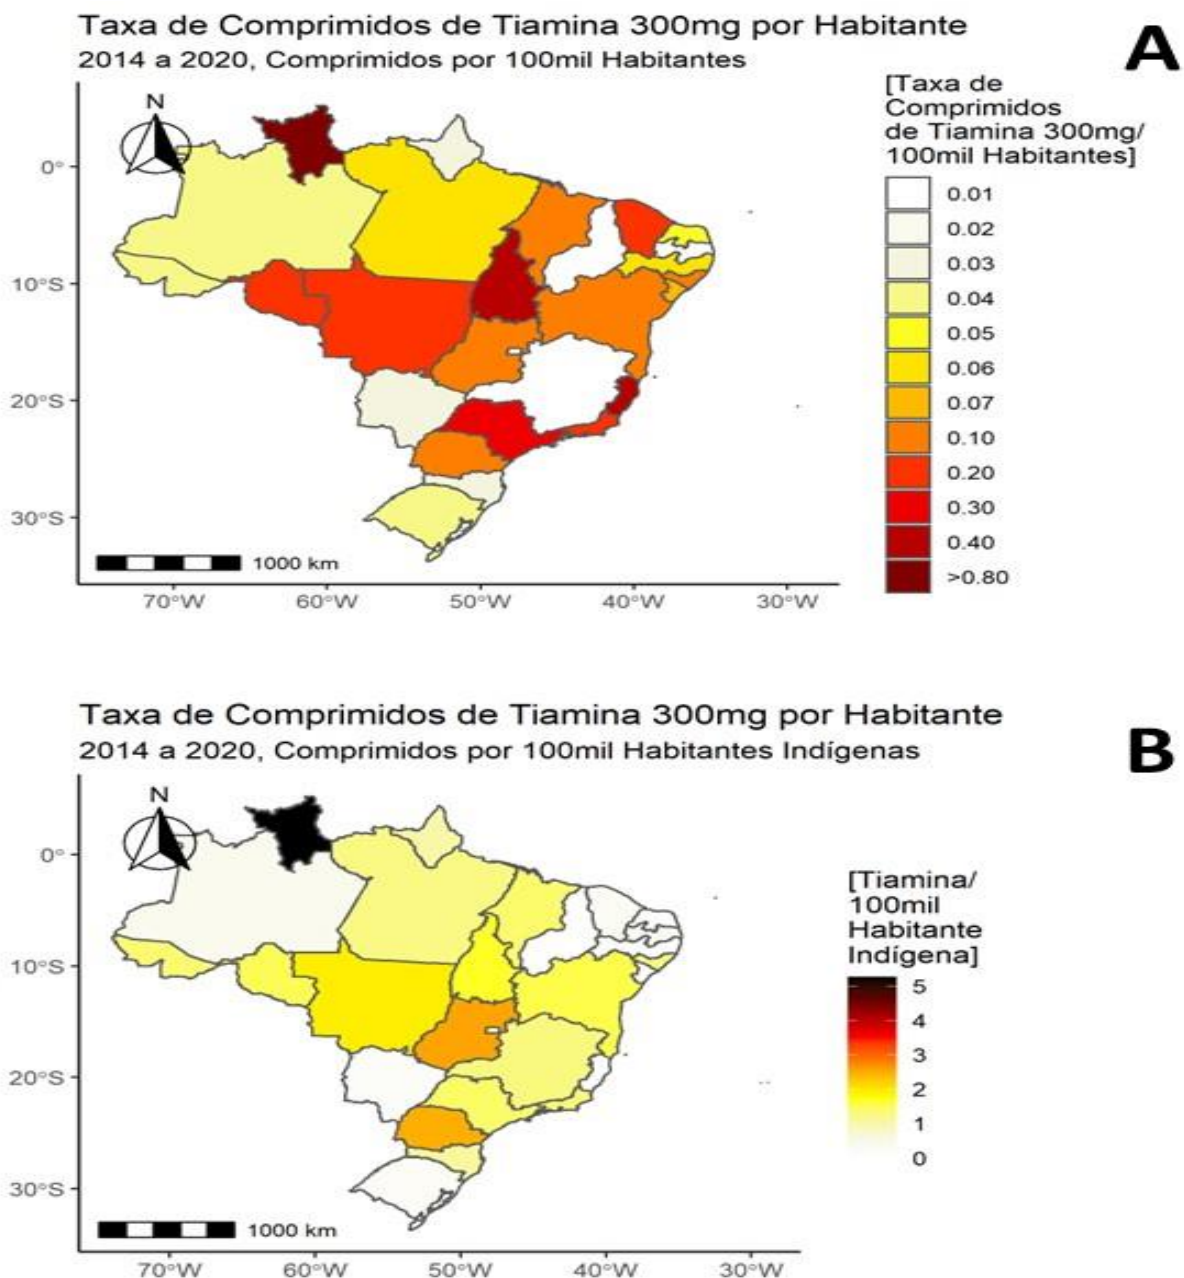 Taxa de Comprimidos de Tiamina 300mg por Habitante
2014 a 2020, Comprimidos por 100mil Habitantes
A
[Taxa de
Comprimidos
de Tiamina 300mg/
100mil Habitantes]
0.01
0.02
0.03
0.04
0.05
0.06
0.07
0.10
0.20
0.30
0.40
>0.80
N
0°
10°S
20°S
30°S
1000 km
70°W 60°W 50°W 40°W 30°W
Taxa de Comprimidos de Tiamina 300mg por Habitante
2014 a 2020, Comprimidos por 100mil Habitantes Indígenas
B
[Tiamina/
100mil
Habitante
Indígena]
5
4
3
2
1
0
N
0°
10°S
20°S
30°S
1000 km
70°W 60°W 50°W 40°W 30°W